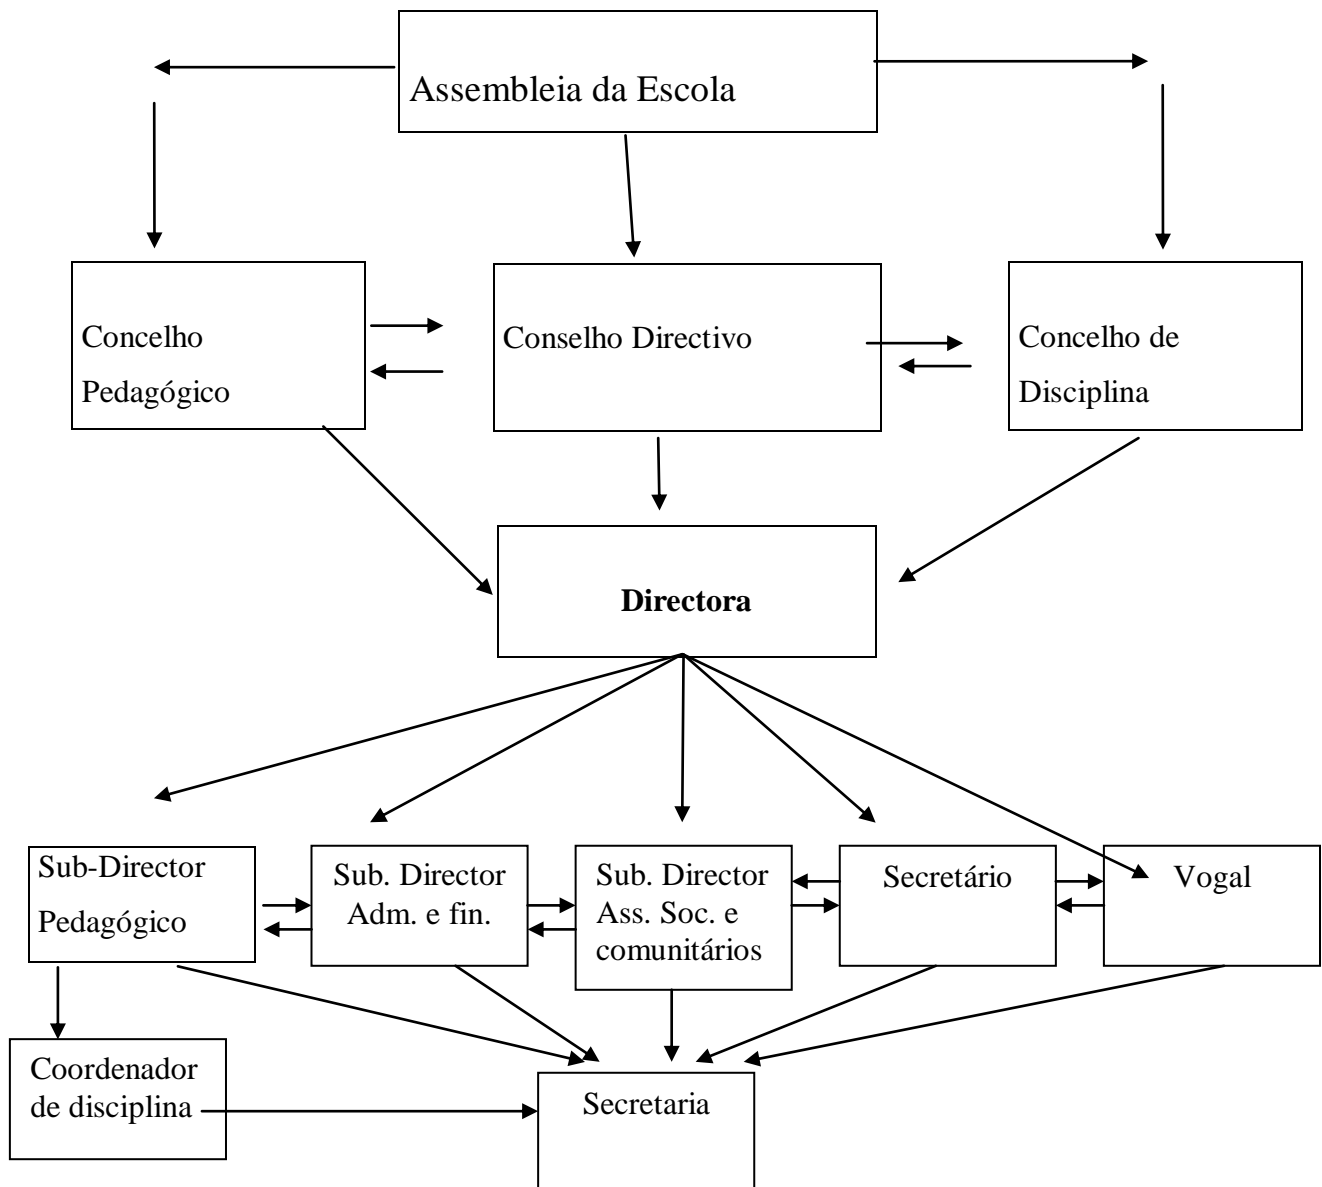 Assembleia da Escola
Concelho
Pedagógico
Conselho Directivo
Concelho de
Disciplina
Directora
Sub-Director
Pedagógico
Sub. Director
Adm. e fin.
Sub. Director
Ass. Soc. e
comunitários
Secretário
Vogal
Coordenador
de disciplina
Secretaria